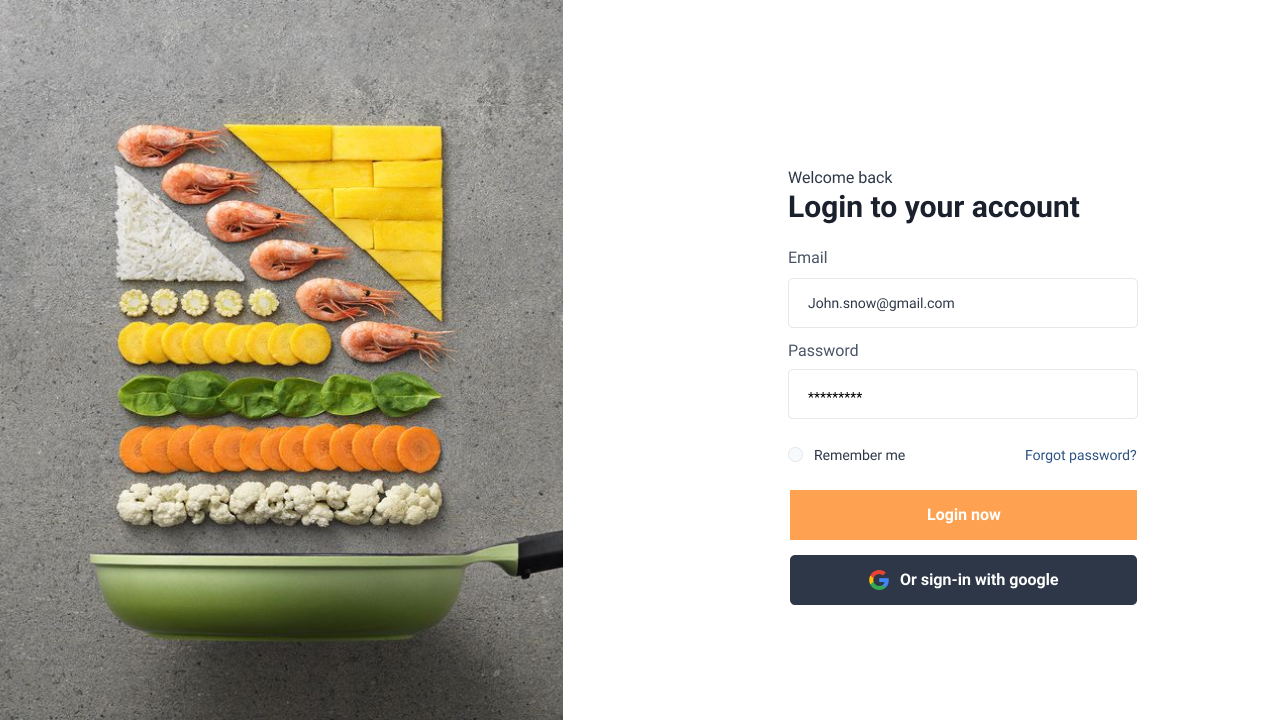 Welcome back
Login to your account
Email
John.snow@gmail.com
Password
*********
Remember me
Forgot password?
Login now
Or sign-in with google